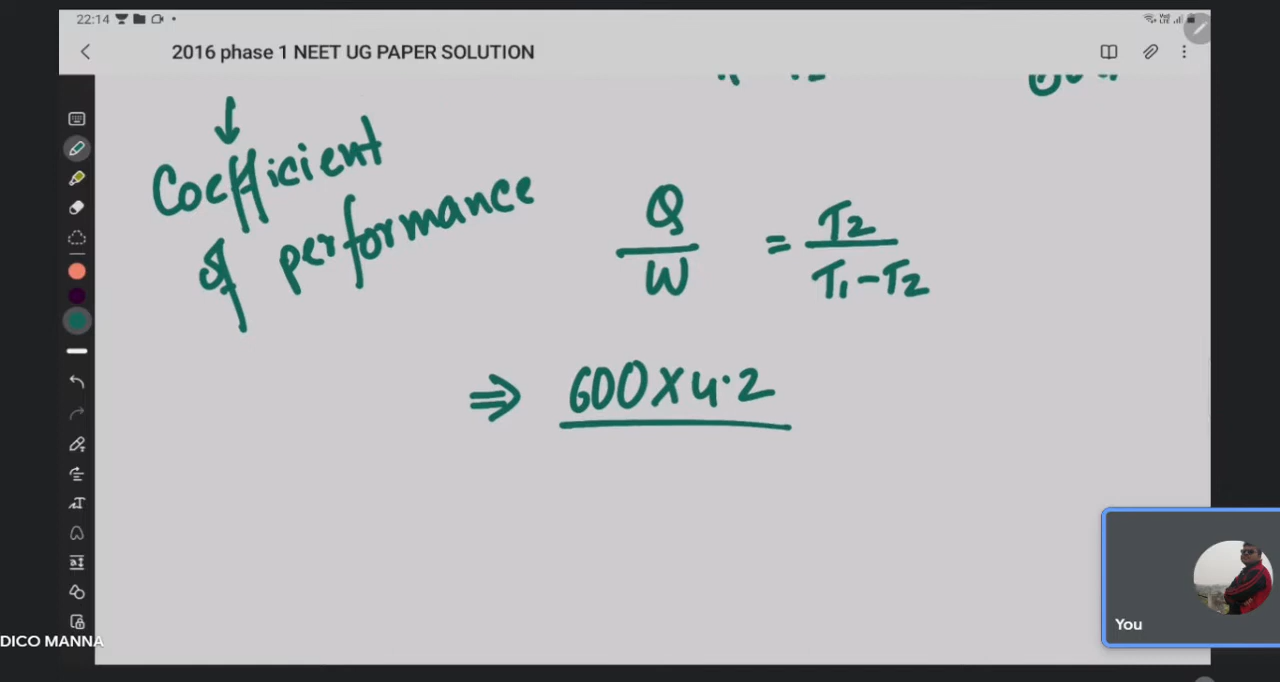 22:14
2016 phase 1 NEET UG PAPER SOLUTION
Coefficient
of performance
Q/W = T2/T1-T2
⇒ 600×4.2
You
DICO MANNA